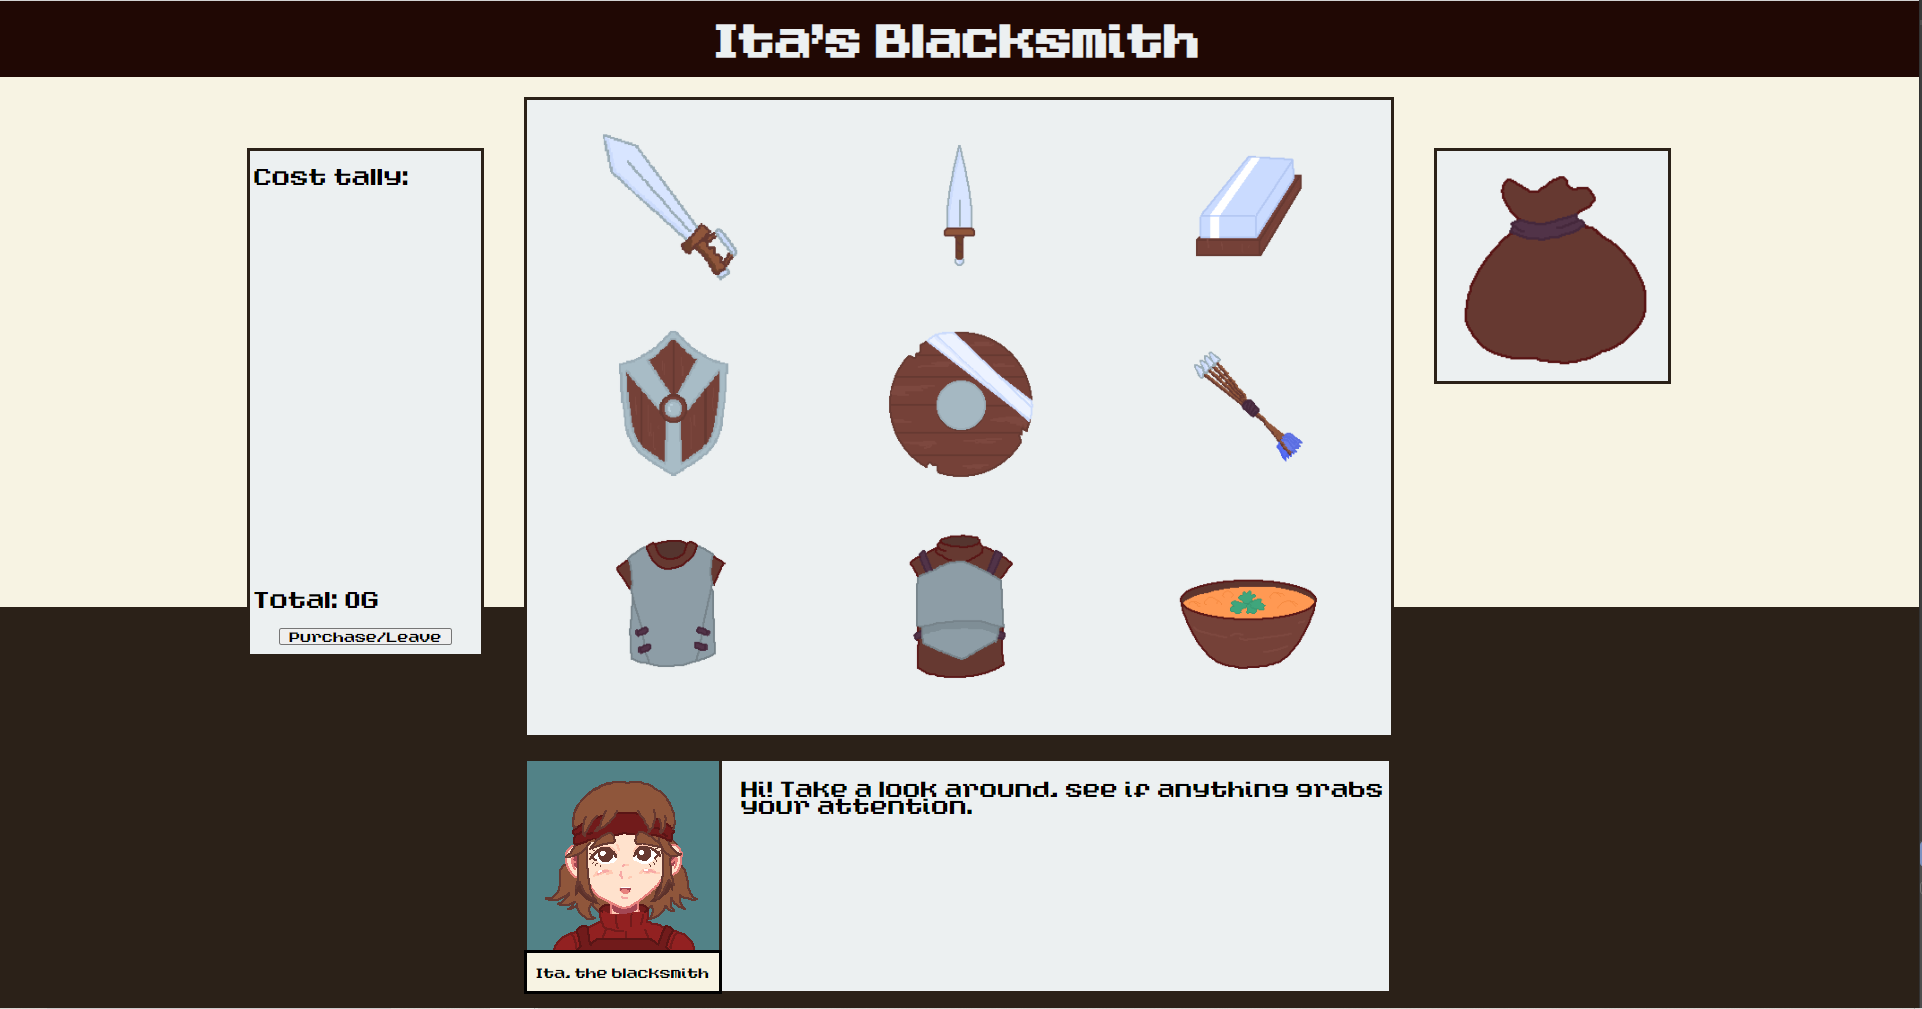 Ita's Blacksmith
Cost tally:
Total: 0G
Purchase/Leave
Hi! Take a look around, see if anything grabs
your attention.
Ita, the blacksmith